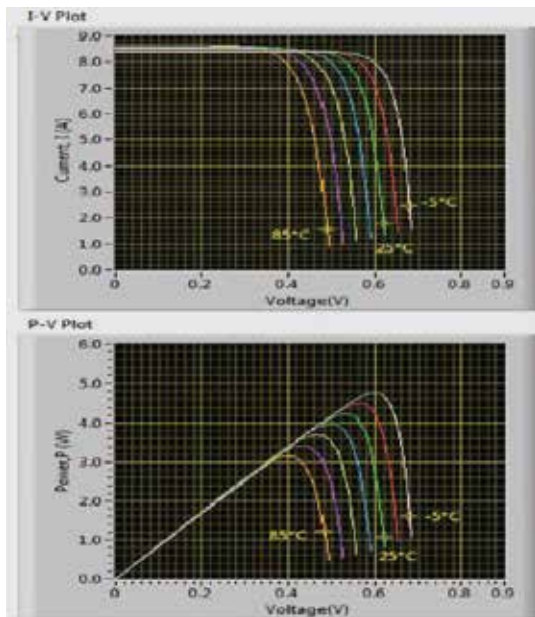 I-V Plot
Current, I [A]
9.0
8.0
7.0
6.0
5.0
4.0
3.0
2.0
1.0
0.0
-5°C
85°C
25°C
0 0.2 0.4 0.6 0.8 0.9
Voltage(V)
P-V Plot
Power,P (W)
6.0
5.0
4.0
3.0
2.0
1.0
0.0
-5°C
85°C
25°C
0 0.2 0.4 0.6 0.8 0.9
Voltage(V)